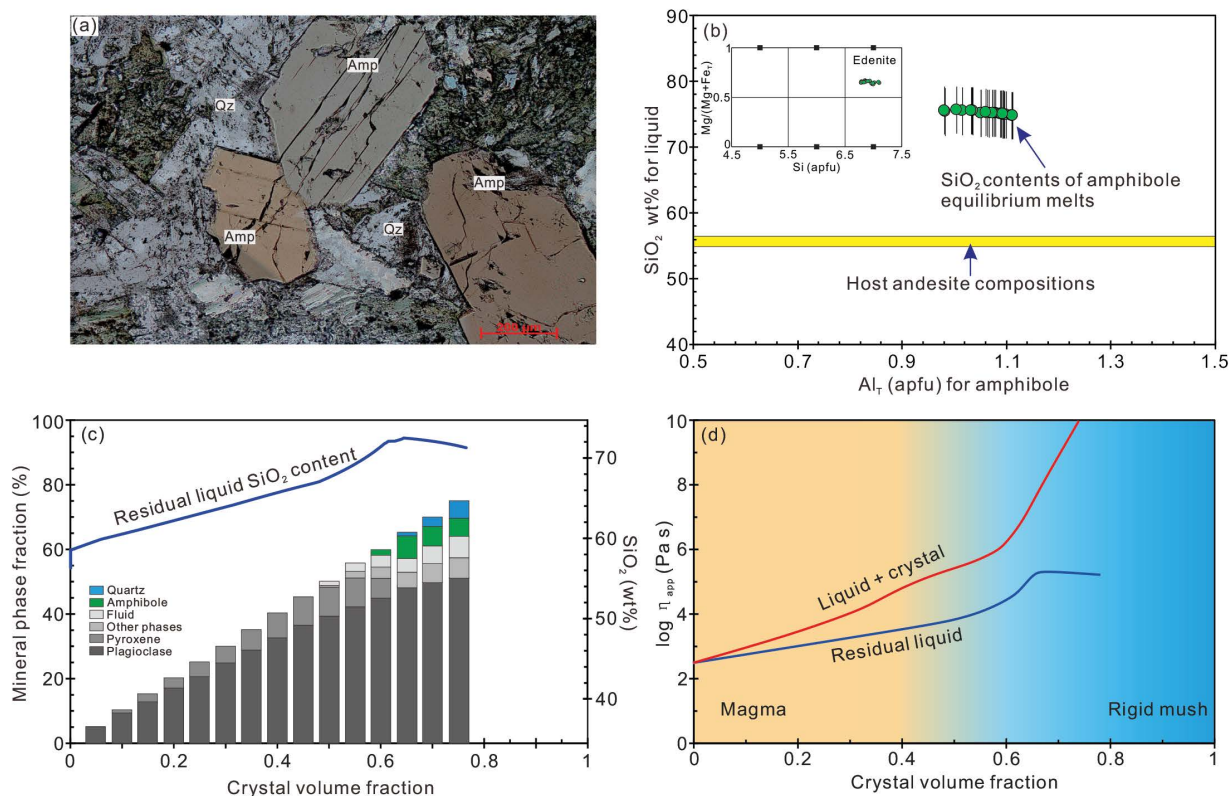 (a)
Amp
Qz
Amp
Amp
Qz
200 μm
(b)
90
80
70
60
50
40
SiO2 wt% for liquid
1
0.5
0
Mg/(Mg+FeT)
Edenite
4.5
5.5
6.5
7.5
Si (apfu)
SiO2 contents of amphibole
equilibrium melts
Host andesite compositions
0.5
0.7
0.9
1.1
1.3
1.5
AlT (apfu) for amphibole
(c)
100
80
60
40
20
0
Mineral phase fraction (%)
Residual liquid SiO2 content
Quartz
Amphibole
Fluid
Other phases
Pyroxene
Plagioclase
70
60
50
40
SiO2 (wt%)
0
0.2
0.4
0.6
0.8
1
Crystal volume fraction
(d)
10
8
6
4
2
0
log η app (Pa s)
Liquid + crystal
Residual liquid
Magma
Rigid mush
0
0.2
0.4
0.6
0.8
1
Crystal volume fraction